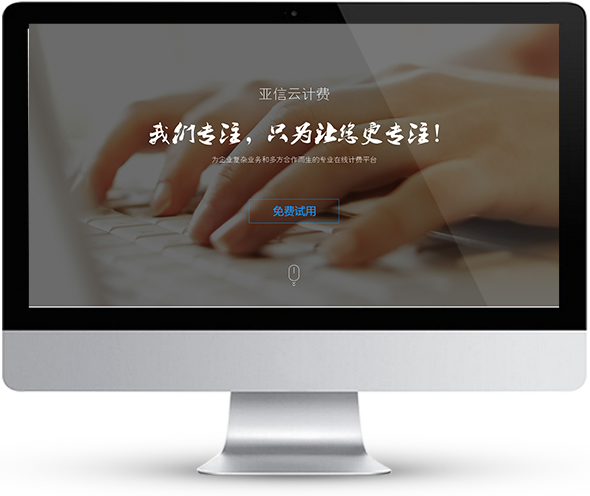 亚信云计费
我们专注，只为让您更专注！
为企业复杂业务和多方合作而生的专业在线计费平台
免费试用